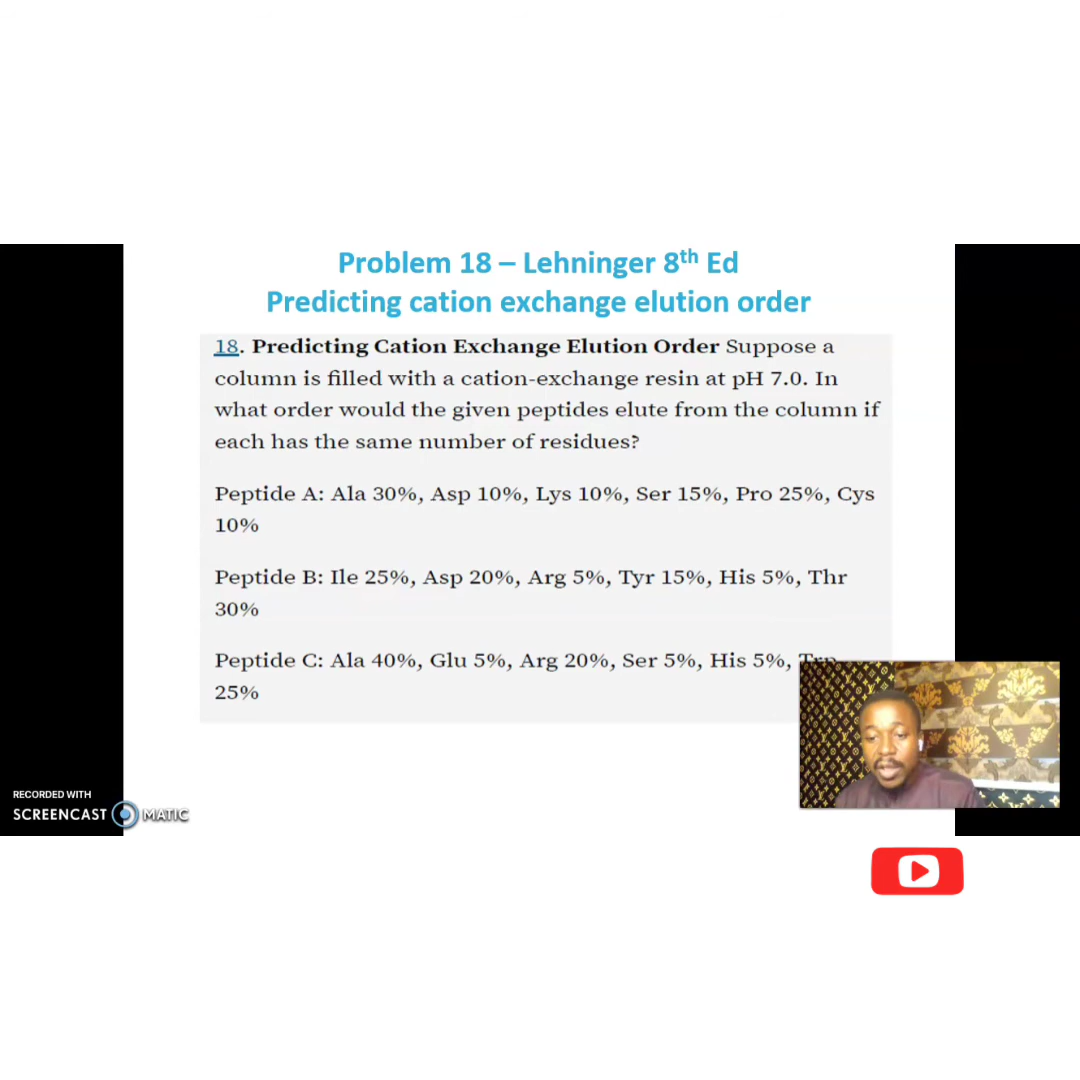 Problem 18 – Lehninger 8th Ed
Predicting cation exchange elution order
18. Predicting Cation Exchange Elution Order Suppose a
column is filled with a cation-exchange resin at pH 7.0. In
what order would the given peptides elute from the column if
each has the same number of residues?
Peptide A: Ala 30%, Asp 10%, Lys 10%, Ser 15%, Pro 25%, Cys
10%
Peptide B: Ile 25%, Asp 20%, Arg 5%, Tyr 15%, His 5%, Thr
30%
Peptide C: Ala 40%, Glu 5%, Arg 20%, Ser 5%, His 5%, Trp
25%
RECORDED WITH
SCREENCAST MATIC